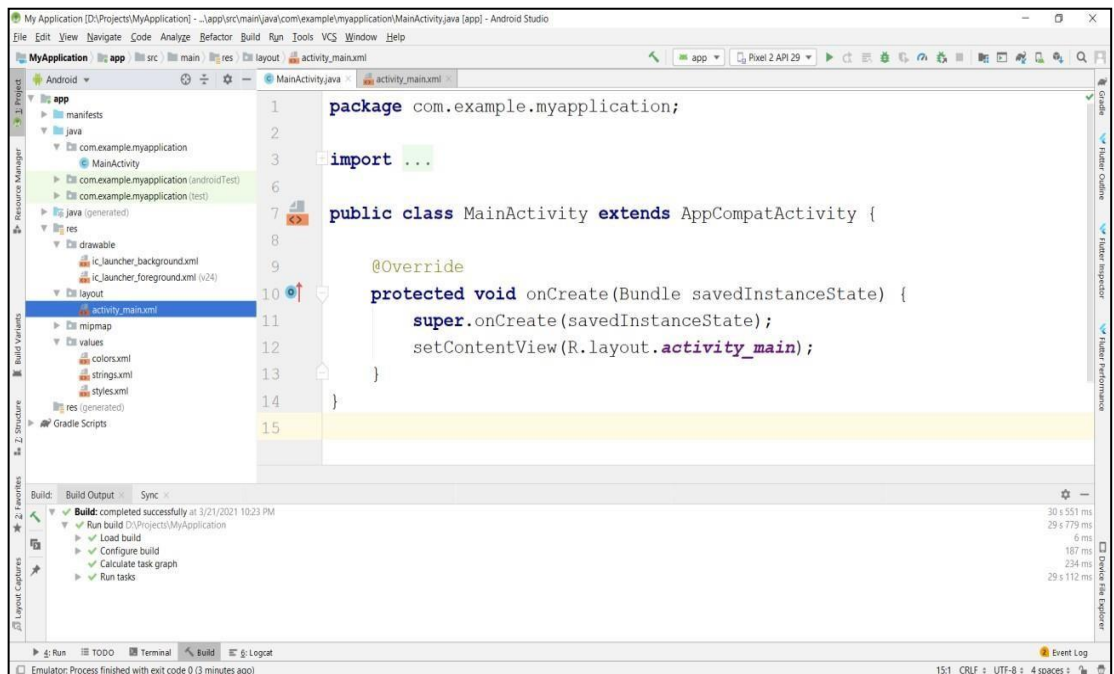 My Application [D:\Projects\MyApplication] - ...\app\src\main\java\com\example\myapplication\MainActivity.java [app] - Android Studio
File Edit View Navigate Code Analyze Refactor Build Run Tools VCS Window Help
MyApplication app src main res layout activity_main.xml
app Pixel 2 API 29
Android
MainActivity.java activity_main.xml
1: Project
Resource Manager
Build Variants
Z: Structure
2: Favorites
Layout Captures
app
manifests
java
com.example.myapplication
MainActivity
com.example.myapplication (androidTest)
com.example.myapplication (test)
java (generated)
res
drawable
ic_launcher_background.xml
ic_launcher_foreground.xml (v24)
layout
activity_main.xml
mipmap
values
colors.xml
strings.xml
styles.xml
res (generated)
Gradle Scripts
1 package com.example.myapplication;
2
3 import ...
6
7 public class MainActivity extends AppCompatActivity {
8
9 @Override
10 protected void onCreate(Bundle savedInstanceState) {
11 super.onCreate(savedInstanceState);
12 setContentView(R.layout.activity_main);
13 }
14 }
15
Gradle
Flutter Outline
Flutter Inspector
Flutter Performance
Device File Explorer
Build: Build Output Sync
Build: completed successfully at 3/21/2021 10:23 PM 30 s 551 ms
Run build D:\Projects\MyApplication 29 s 779 ms
Load build 6 ms
Configure build 187 ms
Calculate task graph 234 ms
Run tasks 29 s 112 ms
4: Run TODO Terminal Build 6: Logcat 2 Event Log
Emulator: Process finished with exit code 0 (3 minutes ago) 15:1 CRLF UTF-8 4 spaces